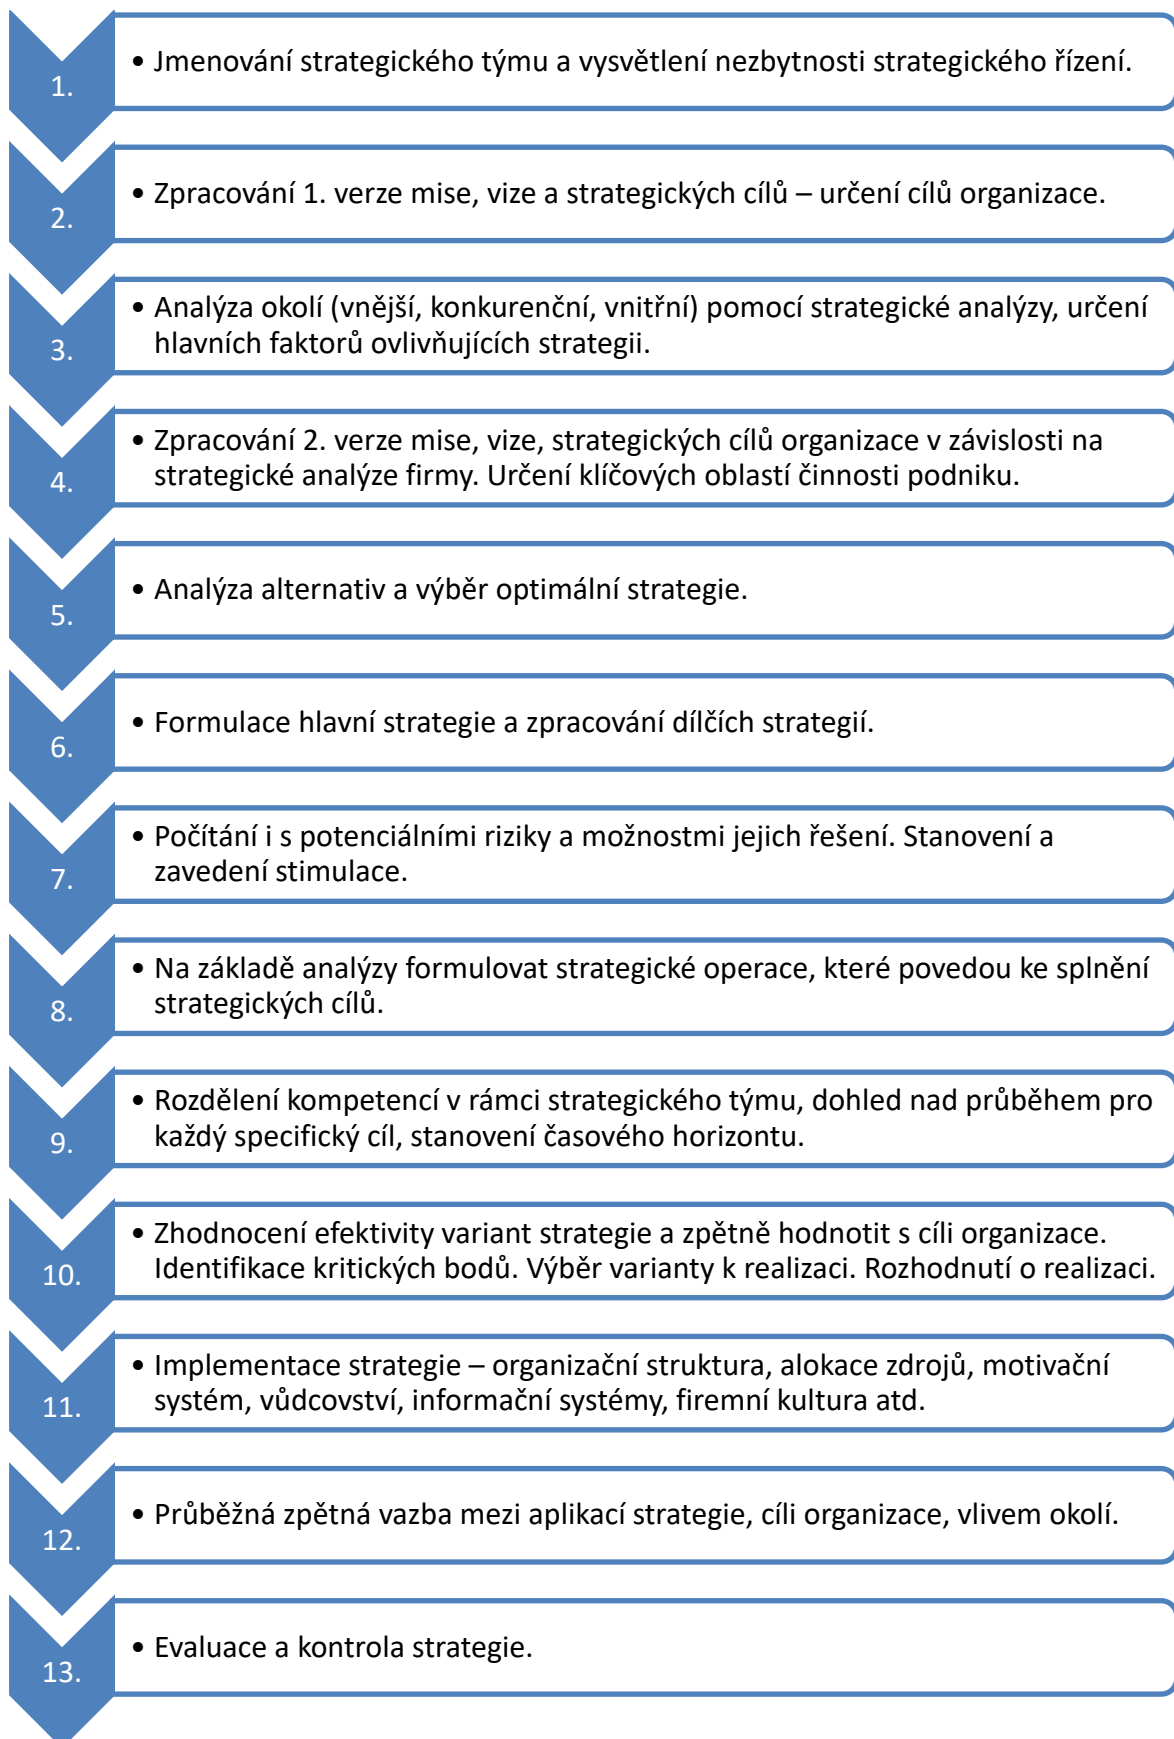 1.
• Jmenování strategického týmu a vysvětlení nezbytnosti strategického řízení.
2.
• Zpracování 1. verze mise, vize a strategických cílů – určení cílů organizace.
3.
• Analýza okolí (vnější, konkurenční, vnitřní) pomocí strategické analýzy, určení
hlavních faktorů ovlivňujících strategii.
4.
• Zpracování 2. verze mise, vize, strategických cílů organizace v závislosti na
strategické analýze firmy. Určení klíčových oblastí činnosti podniku.
5.
• Analýza alternativ a výběr optimální strategie.
6.
• Formulace hlavní strategie a zpracování dílčích strategií.
7.
• Počítání i s potenciálními riziky a možnostmi jejich řešení. Stanovení a
zavedení stimulace.
8.
• Na základě analýzy formulovat strategické operace, které povedou ke splnění
strategických cílů.
9.
• Rozdělení kompetencí v rámci strategického týmu, dohled nad průběhem pro
každý specifický cíl, stanovení časového horizontu.
10.
• Zhodnocení efektivity variant strategie a zpětně hodnotit s cíli organizace.
Identifikace kritických bodů. Výběr varianty k realizaci. Rozhodnutí o realizaci.
11.
• Implementace strategie – organizační struktura, alokace zdrojů, motivační
systém, vůdcovství, informační systémy, firemní kultura atd.
12.
• Průběžná zpětná vazba mezi aplikací strategie, cíli organizace, vlivem okolí.
13.
• Evaluace a kontrola strategie.